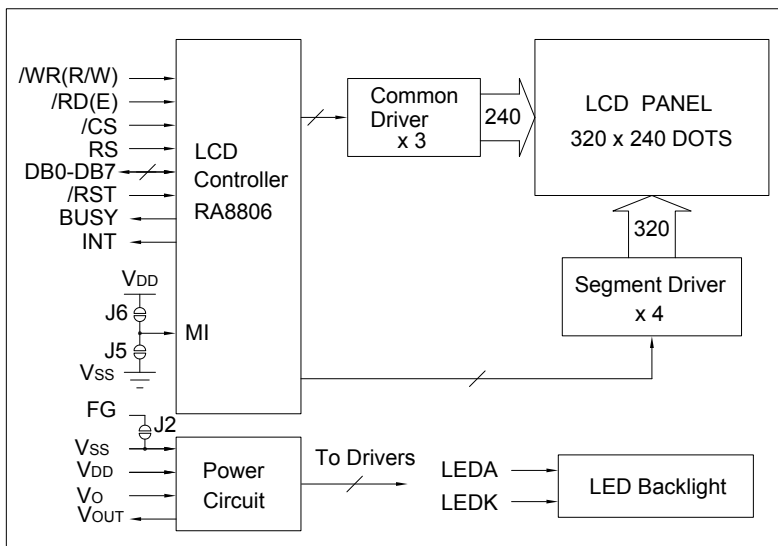 /WR(R/W)
/RD(E)
/CS
RS
DB0-DB7
/RST
BUSY
INT
VDD
J6
J5
VSS
MI
LCD
Controller
RA8806
Common
Driver
x 3
240
LCD PANEL
320 x 240 DOTS
320
Segment Driver
x 4
FG
J2
VSS
VDD
VO
VOUT
Power
Circuit
To Drivers
LEDA
LEDK
LED Backlight